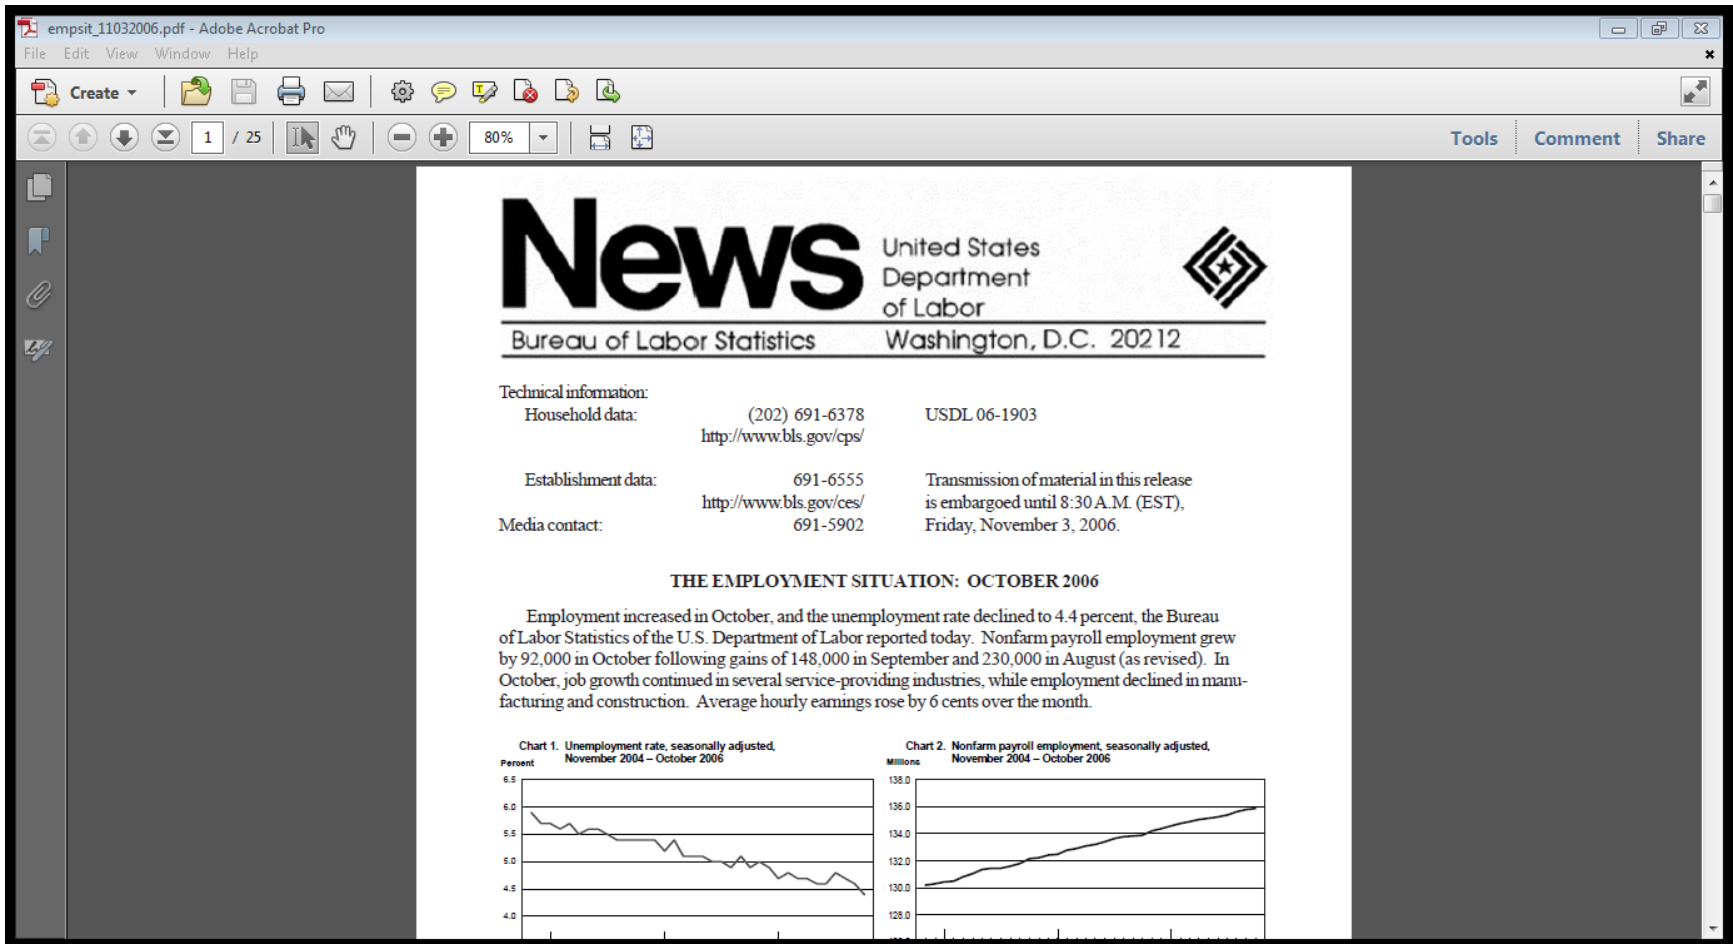 empsit_11032006.pdf - Adobe Acrobat Pro
File Edit View Window Help
Create
1 / 25 80% Tools Comment Share
News
United States
Department
of Labor
Bureau of Labor Statistics Washington, D.C. 20212
Technical information:
Household data: (202) 691-6378 USDL 06-1903
http://www.bls.gov/cps/
Establishment data: 691-6555 Transmission of material in this release
http://www.bls.gov/ces/ is embargoed until 8:30 A.M. (EST),
Media contact: 691-5902 Friday, November 3, 2006.
THE EMPLOYMENT SITUATION: OCTOBER 2006
Employment increased in October, and the unemployment rate declined to 4.4 percent, the Bureau
of Labor Statistics of the U.S. Department of Labor reported today. Nonfarm payroll employment grew
by 92,000 in October following gains of 148,000 in September and 230,000 in August (as revised). In
October, job growth continued in several service-providing industries, while employment declined in manu-
facturing and construction. Average hourly earnings rose by 6 cents over the month.
Chart 1. Unemployment rate, seasonally adjusted,
November 2004 – October 2006
Percent
6.5
6.0
5.5
5.0
4.5
4.0
Chart 2. Nonfarm payroll employment, seasonally adjusted,
November 2004 – October 2006
Millions
138.0
136.0
134.0
132.0
130.0
128.0